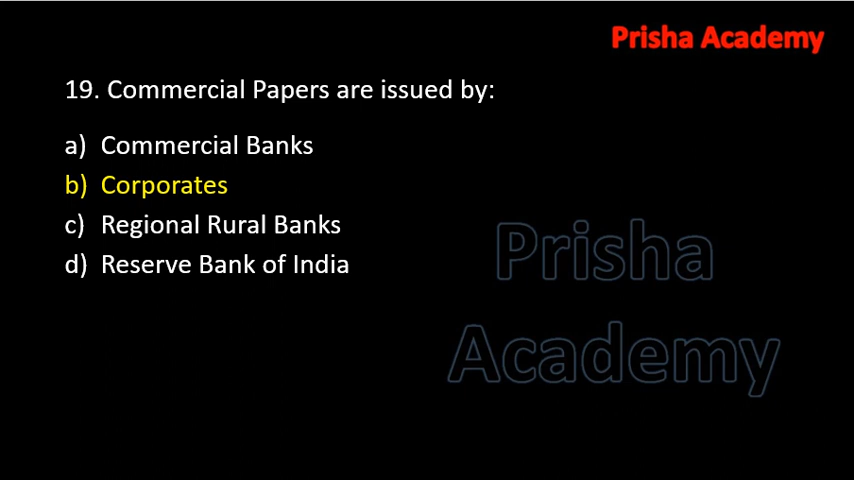 Prisha Academy
19. Commercial Papers are issued by:
a) Commercial Banks
b) Corporates
c) Regional Rural Banks
d) Reserve Bank of India
Prisha
Academy